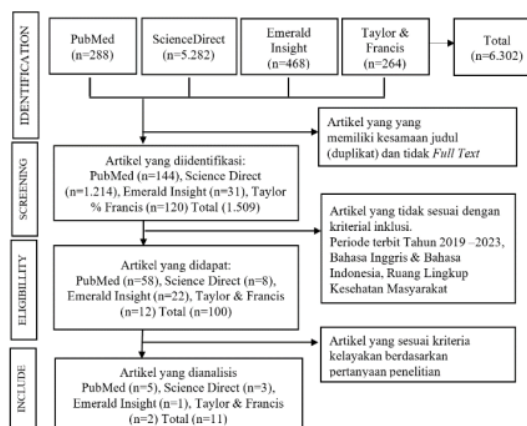 IDENTIFICATION
PubMed
(n=288)
ScienceDirect
(n=5.282)
Emerald
Insight
(n=468)
Taylor &
Francis
(n=264)
Total
(n=6.302)
Artikel yang yang
memiliki kesamaan judul
(duplikat) dan tidak Full Text
SCREENING
Artikel yang diidentifikasi:
PubMed (n=144), Science Direct
(n=1.214), Emerald Insight (n=31), Taylor
% Francis (n=120) Total (1.509)
Artikel yang tidak sesuai dengan
kriterial inklusi.
Periode terbit Tahun 2019 –2023,
Bahasa Inggris & Bahasa
Indonesia, Ruang Lingkup
Kesehatan Masyarakat
ELIGIBILLITY
Artikel yang didapat:
PubMed (n=58), Science Direct (n=8),
Emerald Insight (n=22), Taylor & Francis
(n=12) Total (n=100)
Artikel yang sesuai kriteria
kelayakan berdasarkan
pertanyaan penelitian
INCLUDE
Artikel yang dianalisis
PubMed (n=5), Science Direct (n=3),
Emerald Insight (n=1), Taylor & Francis
(n=2) Total (n=11)